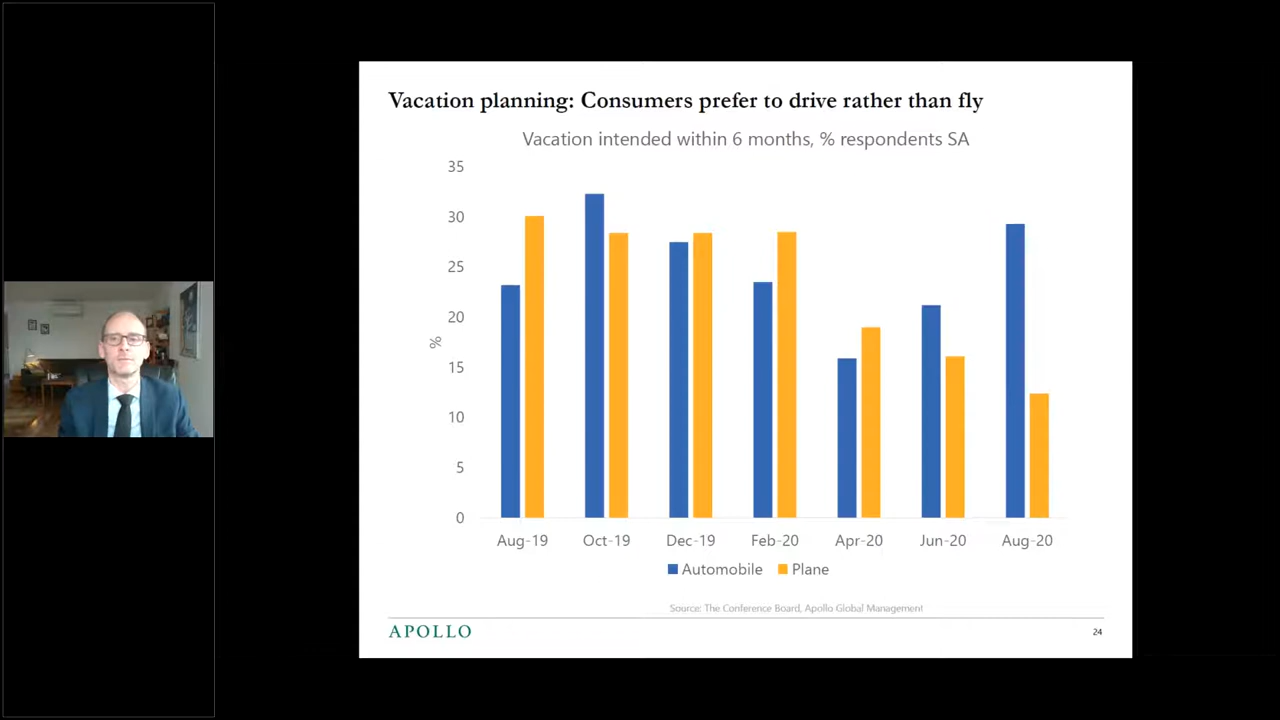 Vacation planning: Consumers prefer to drive rather than fly
Vacation intended within 6 months, % respondents SA
35
30
25
20
%
15
10
5
0
Aug-19 Oct-19 Dec-19 Feb-20 Apr-20 Jun-20 Aug-20
Automobile Plane
Source: The Conference Board, Apollo Global Management
APOLLO 24